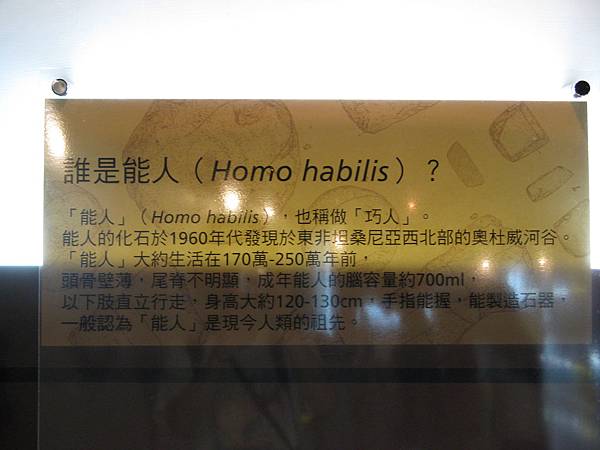 誰是能人（Homo habilis）？
「能人」（Homo habilis），也稱做「巧人」。
能人的化石於1960年代發現於東非坦桑尼亞西北部的奧杜威河谷。
「能人」大約生活在170萬-250萬年前，
頭骨壁薄，尾脊不明顯，成年能人的腦容量約700ml，
以下肢直立行走，身高大約120-130cm，手指能握，能製造石器，
一般認為「能人」是現今人類的祖先。